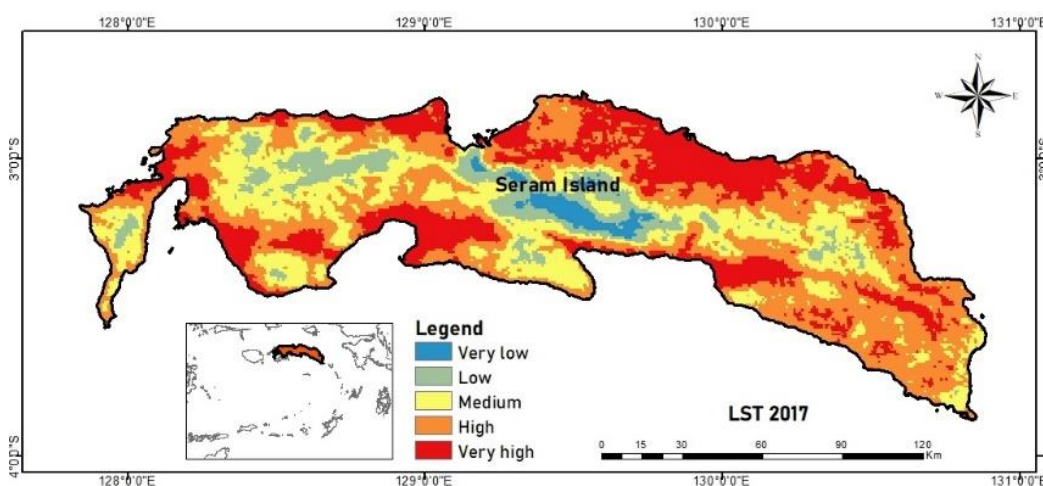 128°0'0"E 129°0'0"E 130°0'0"E 131°0'0"E
N
W E
S
3°0'0"S 3°0'0"S
Seram Island
Legend
Very low
Low
Medium
High
Very high
LST 2017
0 15 30 60 90 120
Km
4°0'0"S
128°0'0"E 129°0'0"E 130°0'0"E 131°0'0"E